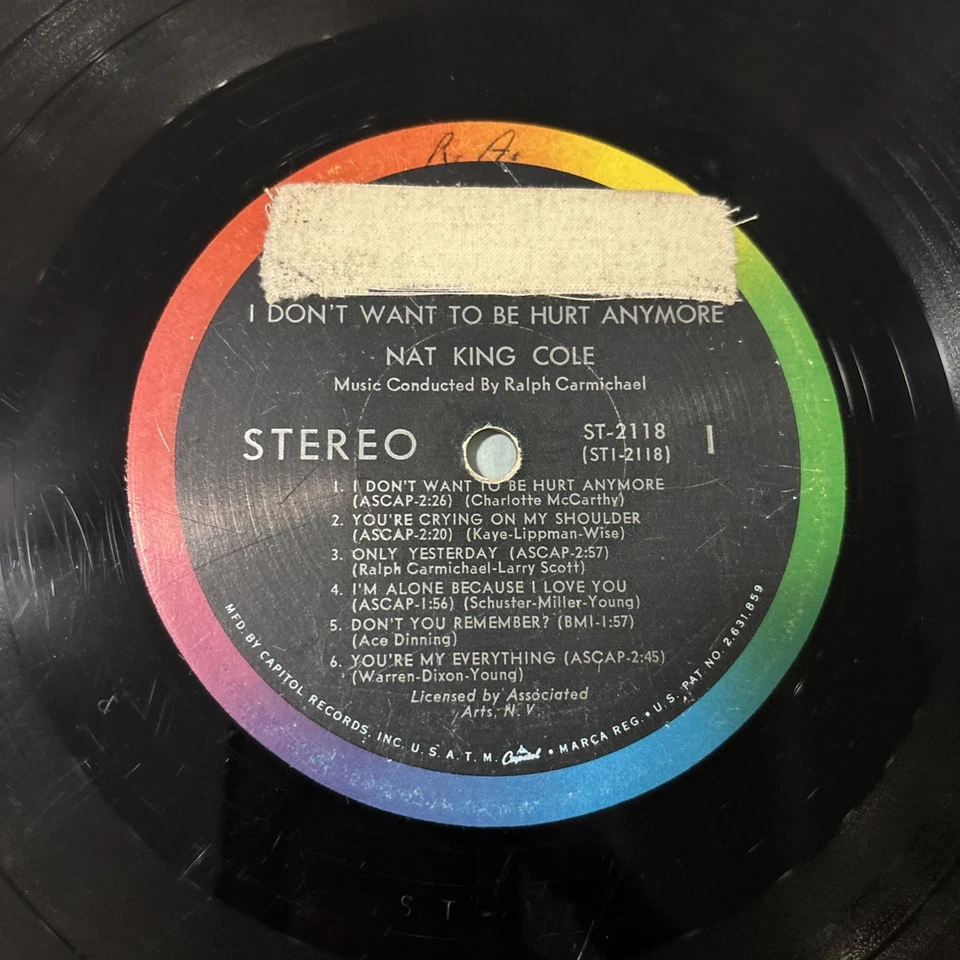 R. A.
I DON'T WANT TO BE HURT ANYMORE
NAT KING COLE
Music Conducted By Ralph Carmichael
STEREO
ST-2118
(ST1-2118)
1
1. I DON'T WANT TO BE HURT ANYMORE
(ASCAP-2:26) (Charlotte McCarthy)
2. YOU'RE CRYING ON MY SHOULDER
(ASCAP-2:20) (Kaye-Lippman-Wise)
3. ONLY YESTERDAY (ASCAP-2:57)
(Ralph Carmichael-Larry Scott)
4. I'M ALONE BECAUSE I LOVE YOU
(ASCAP-1:56) (Schuster-Miller-Young)
5. DON'T YOU REMEMBER? (BMI-1:57)
(Ace Dinning)
6. YOU'RE MY EVERYTHING (ASCAP-2:45)
(Warren-Dixon-Young)
Licensed by Associated
Arts, N. V.
MFD. BY CAPITOL RECORDS, INC. U. S. A. T. M. Capitol • MARCA REG. • U. S. PAT. NO. 2,631,859
S T -